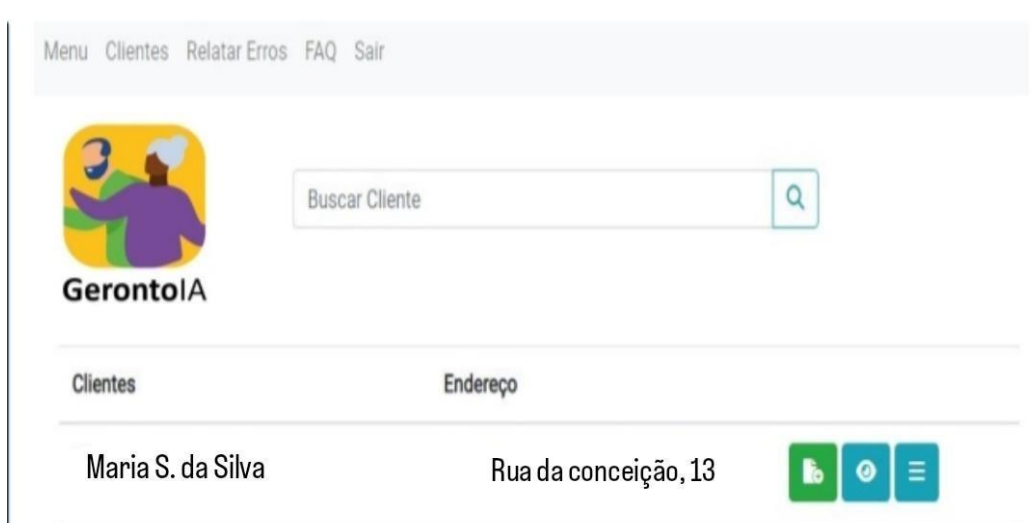 Menu Clientes Relatar Erros FAQ Sair
Buscar Cliente
GerontoIA
Clientes Endereço
Maria S. da Silva Rua da conceição, 13